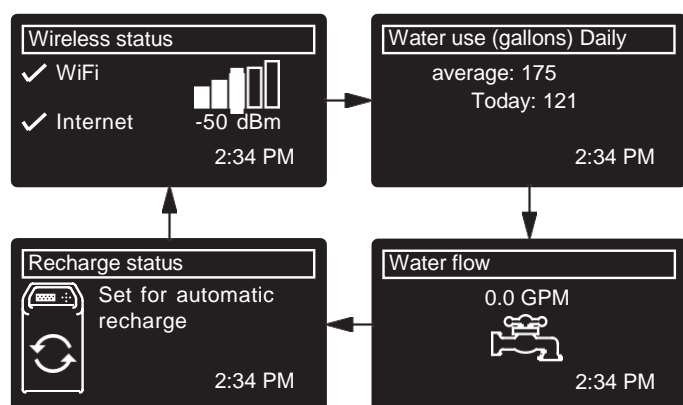 Wireless status
WiFi
Internet
-50 dBm
2:34 PM
Water use (gallons) Daily
average: 175
Today: 121
2:34 PM
Recharge status
Set for automatic
recharge
2:34 PM
Water flow
0.0 GPM
2:34 PM